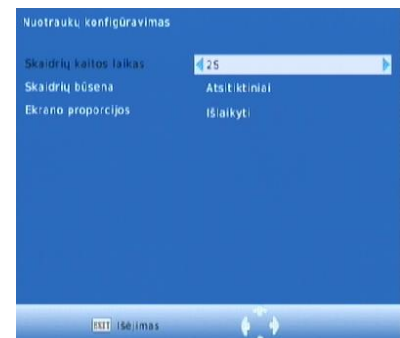 Nuotraukų konfigūravimas
Skaidrių kaitos laikas 2S
Skaidrių būsena Atsitiktiniai
Ekrano proporcijos Išlaikyti
EXIT Išėjimas